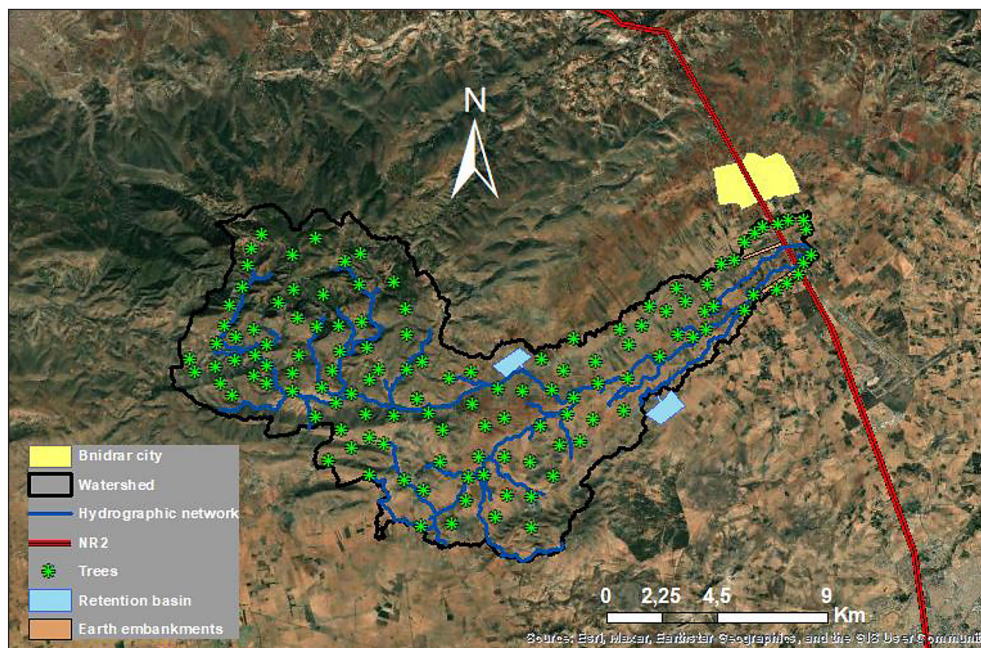 N
Bnidrar city
Watershed
Hydrographic network
NR2
Trees
Retention basin
Earth embankments
0 2,25 4,5 9
Km
Source: Esri, Maxar, Earthstar Geographics, and the GIS User Communi